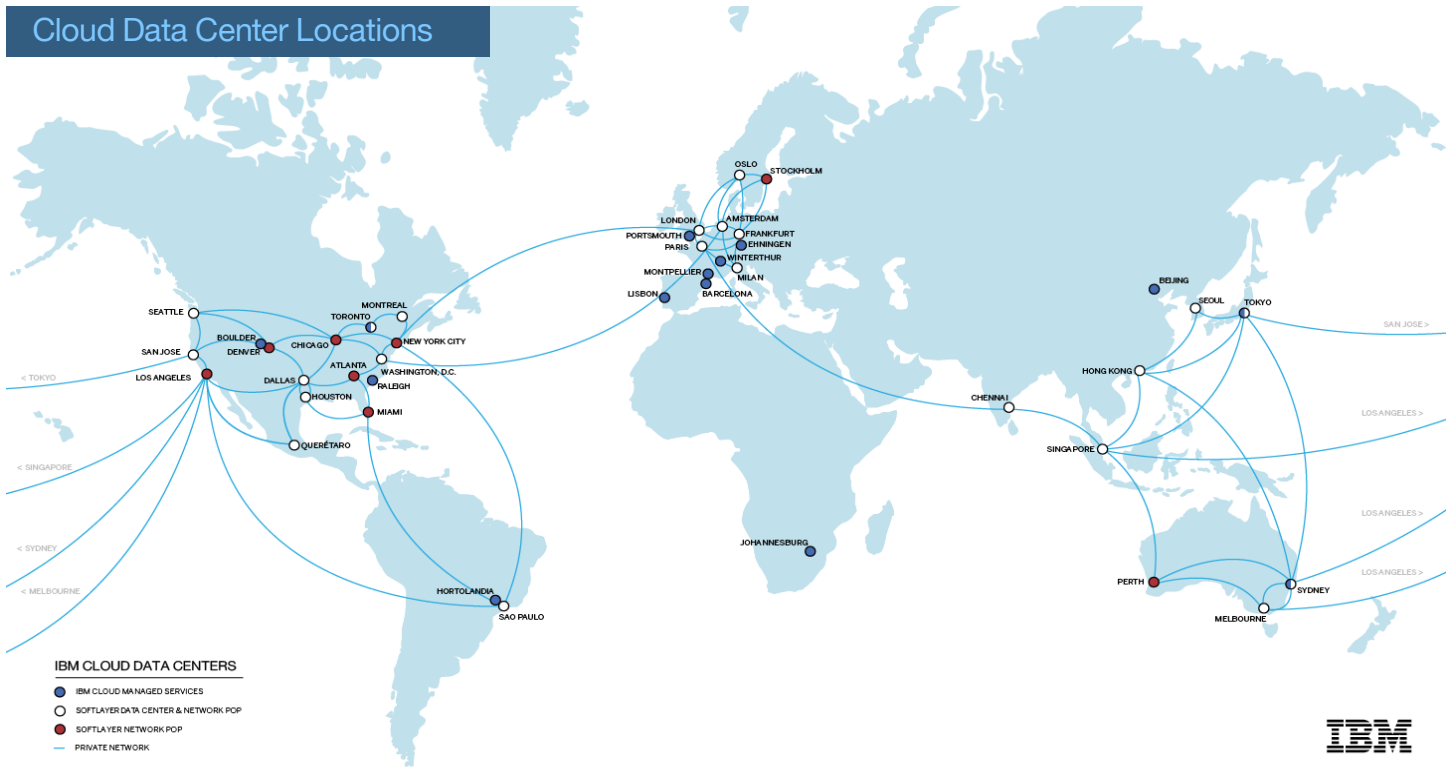 Cloud Data Center Locations
OSLO
STOCKHOLM
LONDON
AMSTERDAM
PORTSMOUTH
FRANKFURT
PARIS
EHNINGEN
WINTERTHUR
MONTPELLIER
MILAN
LISBON
BARCELONA
BEIJING
SEOUL
TOKYO
SEATTLE
MONTREAL
TORONTO
BOULDER
DENVER
CHICAGO
NEW YORK CITY
SAN JOSE
SAN JOSE >
LOS ANGELES
ATLANTA
WASHINGTON, D.C.
RALEIGH
DALLAS
HOUSTON
MIAMI
QUERÉTARO
< TOKYO
HONG KONG
CHENNAI
SINGAPORE
LOS ANGELES >
< SINGAPORE
LOS ANGELES >
< SYDNEY
JOHANNESBURG
LOS ANGELES >
< MELBOURNE
HORTOLANDIA
SAO PAULO
PERTH
SYDNEY
MELBOURNE
IBM CLOUD DATA CENTERS
IBM CLOUD MANAGED SERVICES
SOFTLAYER DATA CENTER & NETWORK POP
SOFTLAYER NETWORK POP
PRIVATE NETWORK
IBM